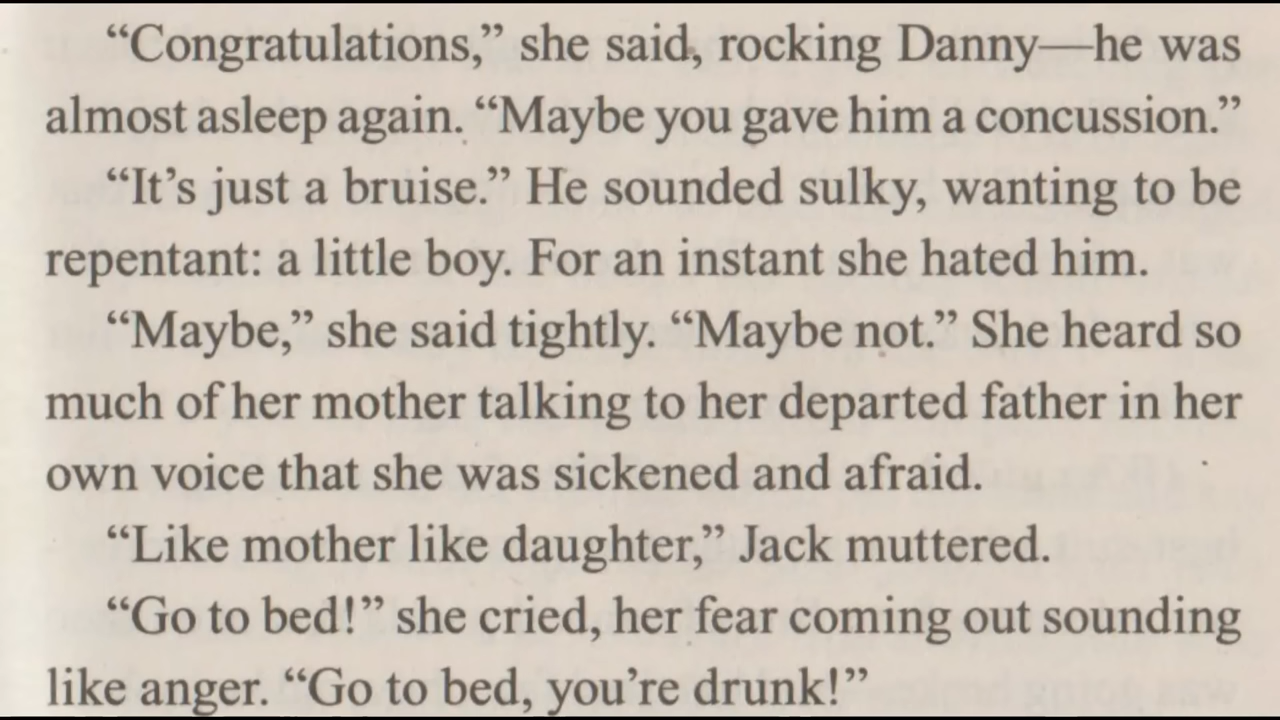 “Congratulations,” she said, rocking Danny—he was
almost asleep again. “Maybe you gave him a concussion.”
“It’s just a bruise.” He sounded sulky, wanting to be
repentant: a little boy. For an instant she hated him.
“Maybe,” she said tightly. “Maybe not.” She heard so
much of her mother talking to her departed father in her
own voice that she was sickened and afraid.
“Like mother like daughter,” Jack muttered.
“Go to bed!” she cried, her fear coming out sounding
like anger. “Go to bed, you’re drunk!”